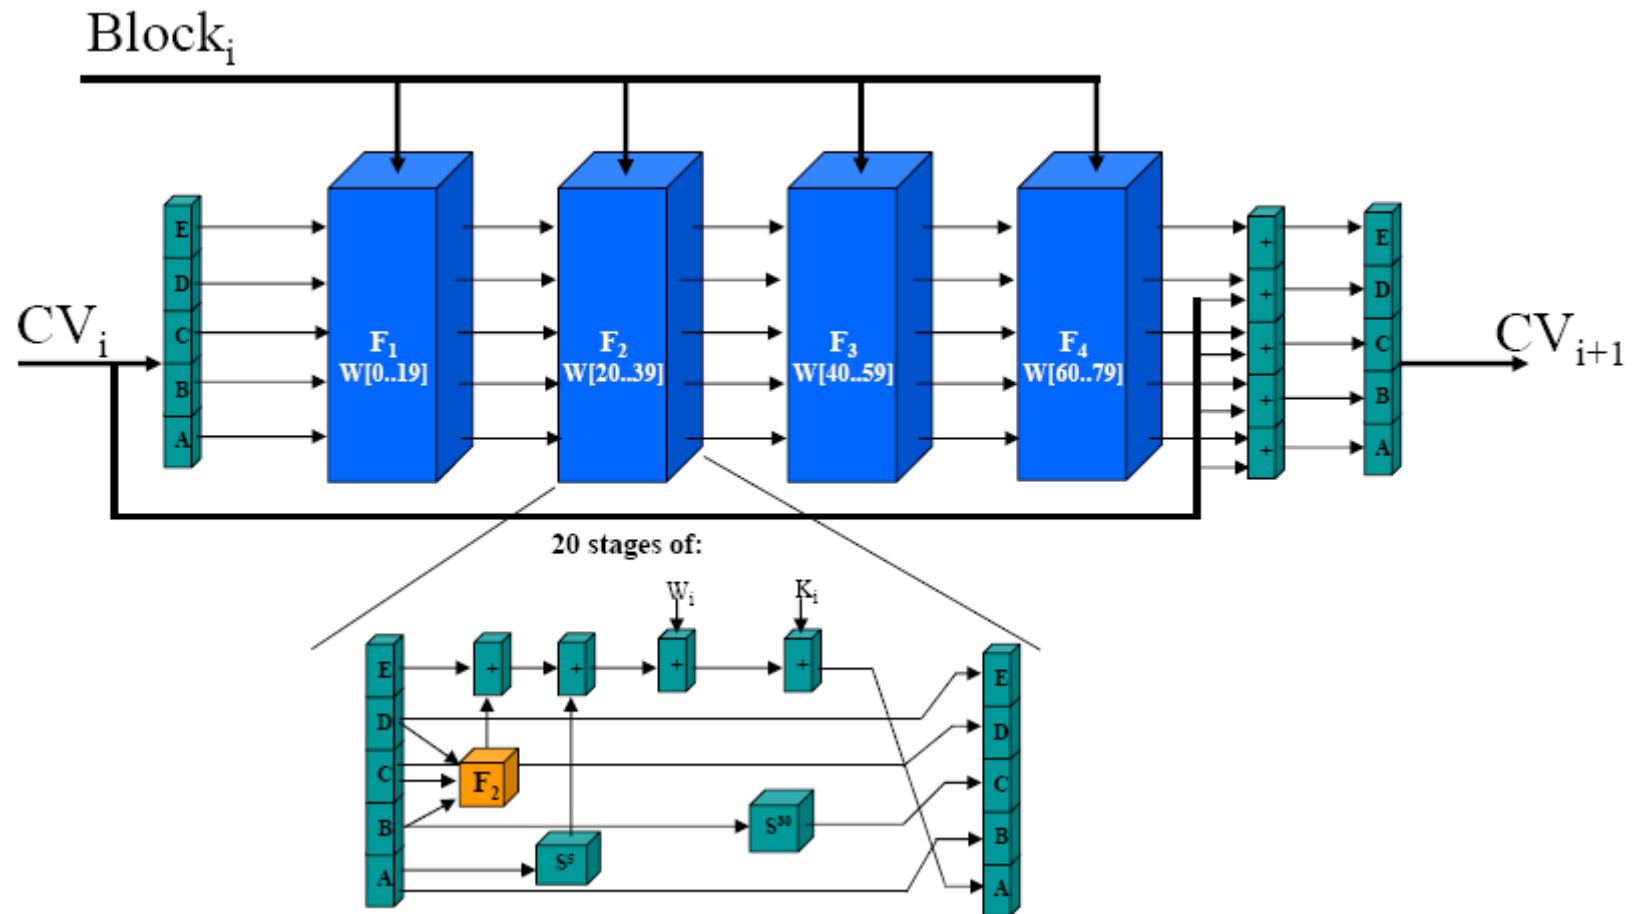 Block_i
E
D
C
B
A
CV_i
F_1
W[0..19]
F_2
W[20..39]
F_3
W[40..59]
F_4
W[60..79]
+
+
+
+
+
E
D
C
B
A
CV_{i+1}
20 stages of:
W_i
K_i
E
D
C
B
A
+
+
+
+
F_2
S^5
S^30
E
D
C
B
A